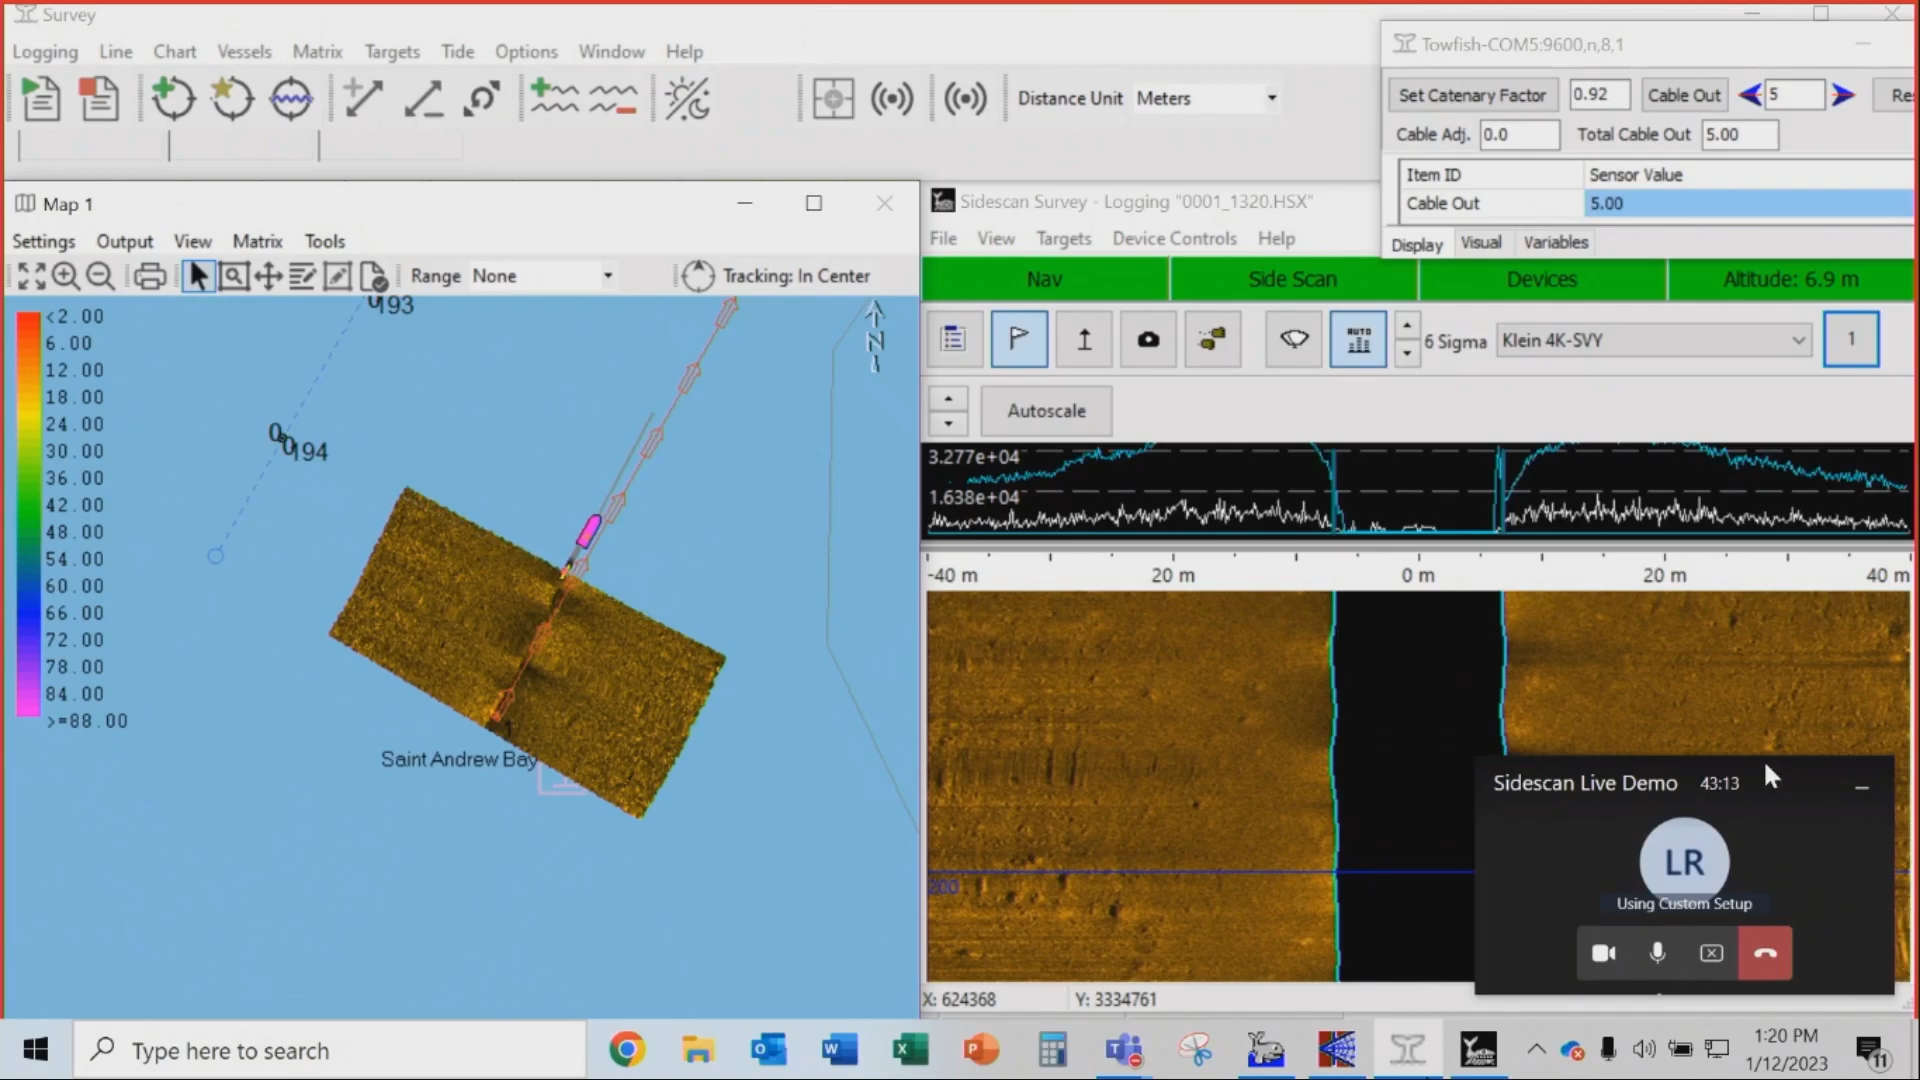 Survey
Logging Line Chart Vessels Matrix Targets Tide Options Window Help
Distance Unit Meters
Towfish-COM5:9600,n,8,1
Set Catenary Factor 0.92 Cable Out 5
Cable Adj. 0.0 Total Cable Out 5.00
Item ID Sensor Value
Cable Out 5.00
Display Visual Variables
Map 1
Settings Output View Matrix Tools
Range None Tracking: In Center
<2.00
6.00
12.00
18.00
24.00
30.00
36.00
42.00
48.00
54.00
60.00
66.00
72.00
78.00
84.00
>=88.00
N
Saint Andrew Bay
Sidescan Survey - Logging "0001_1320.HSX"
File View Targets Device Controls Help
Nav Side Scan Devices Altitude: 6.9 m
AUTO 6 Sigma Klein 4K-SVY 1
Autoscale
3.277e+04
1.638e+04
-40 m 20 m 0 m 20 m 40 m
200
Sidescan Live Demo 43:13
LR
Using Custom Setup
X: 624368 Y: 3334761
Type here to search
1:20 PM
1/12/2023
11